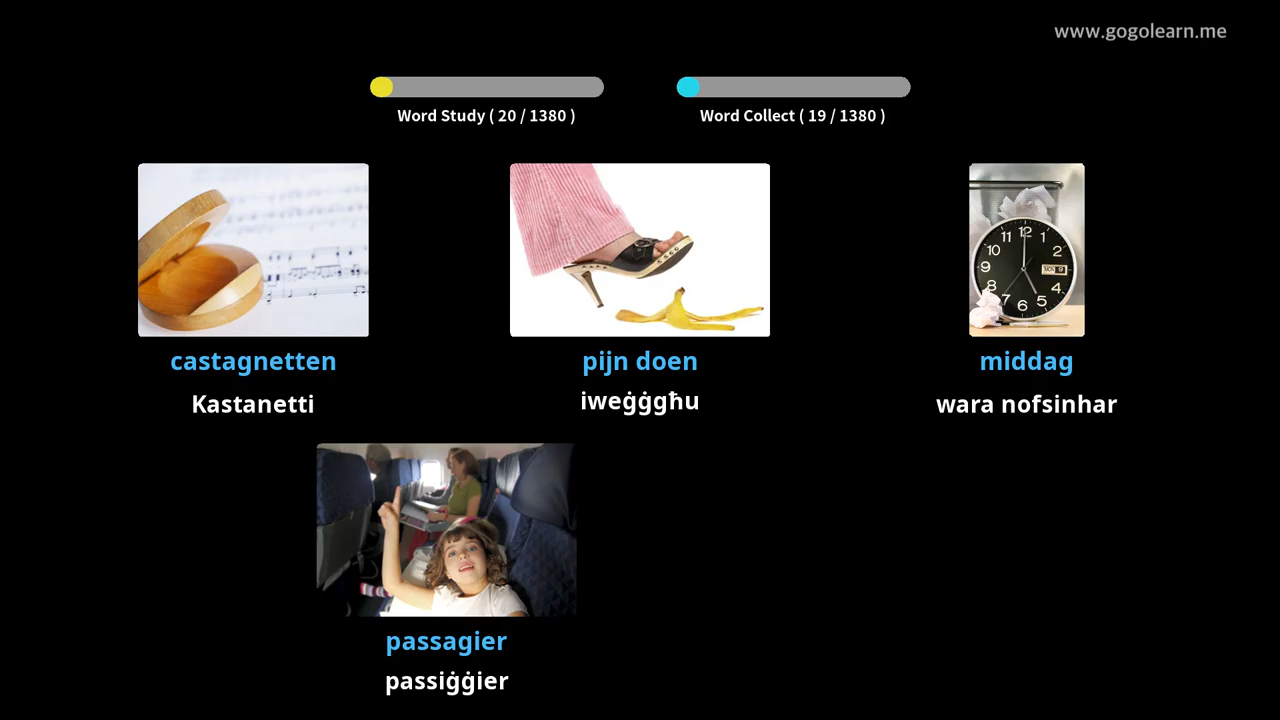 www.gogolearn.me
Word Study ( 20 / 1380 )
Word Collect ( 19 / 1380 )
castagnetten
Kastanetti
pijn doen
iweġġgħu
middag
wara nofsinhar
passagier
passiġġier